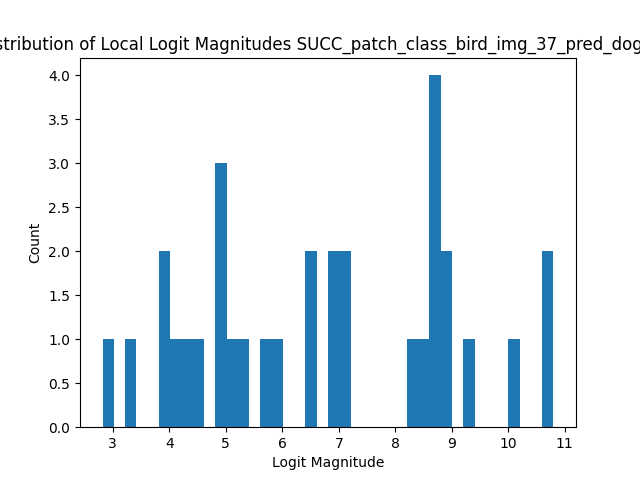 stribution of Local Logit Magnitudes SUCC_patch_class_bird_img_37_pred_dog
4.0
3.5
3.0
2.5
2.0
1.5
1.0
0.5
0.0
Count
3 4 5 6 7 8 9 10 11
Logit Magnitude